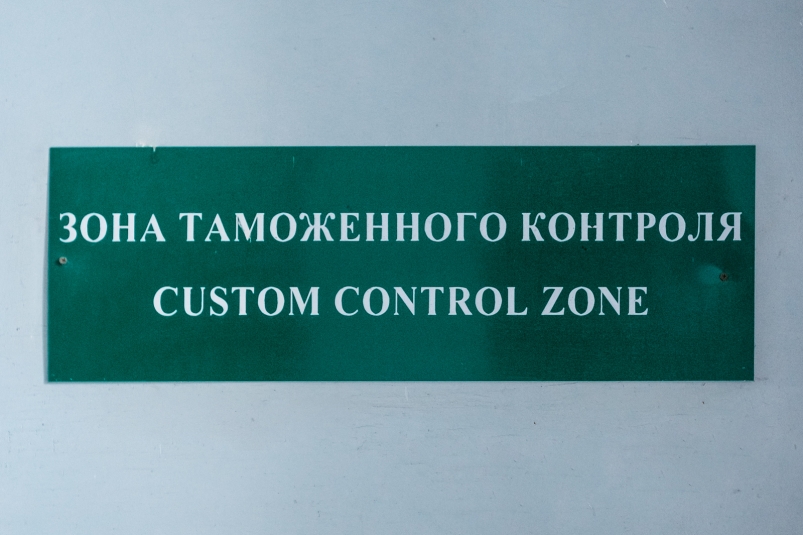 ЗОНА ТАМОЖЕННОГО КОНТРОЛЯ
CUSTOM CONTROL ZONE